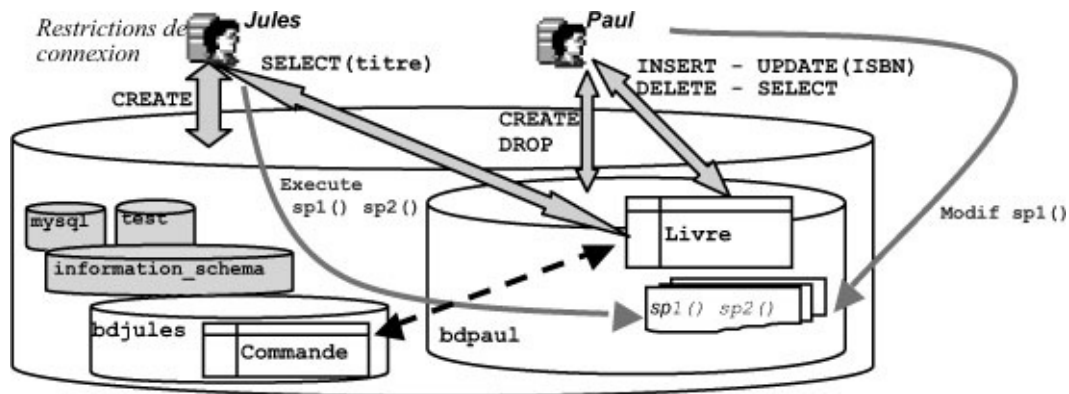 Restrictions de
connexion
Jules
Paul
SELECT(titre)
INSERT - UPDATE(ISBN)
DELETE - SELECT
CREATE
CREATE
DROP
Execute
sp1() sp2()
Modif sp1()
mysql
test
information_schema
Livre
sp1() sp2()
bdjules
Commande
bdpaul